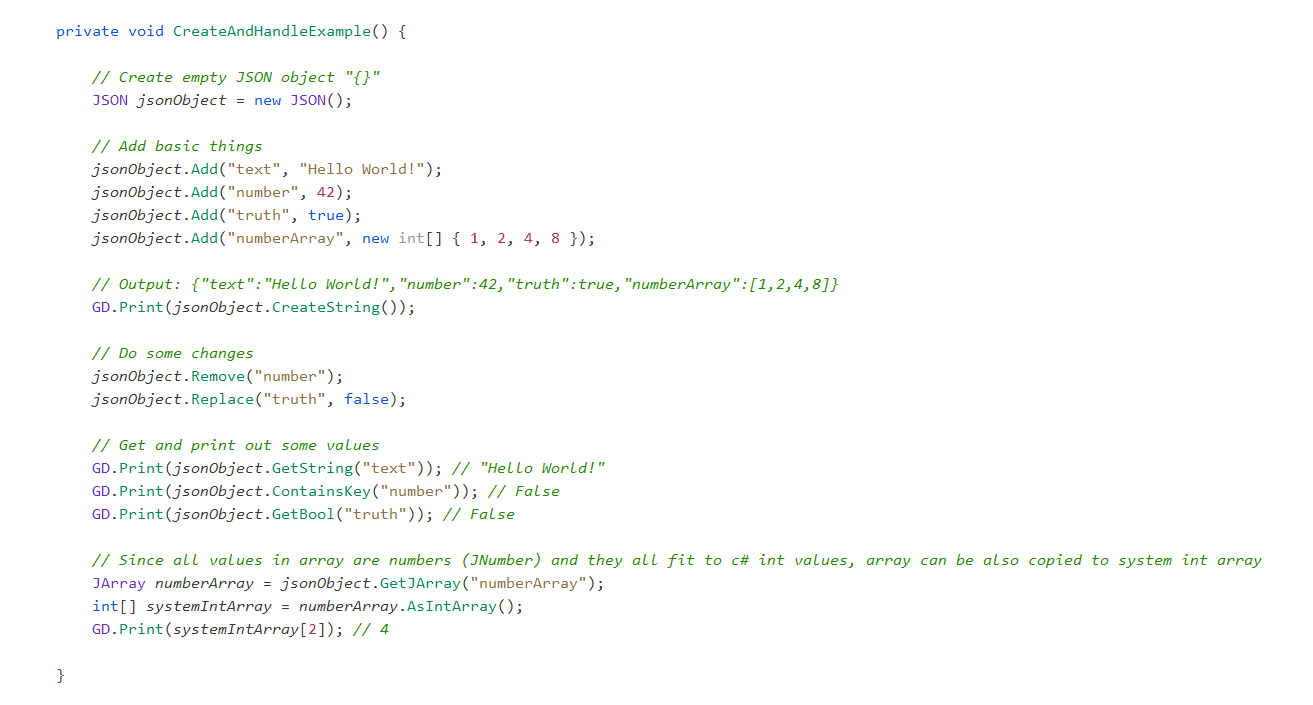 private void CreateAndHandleExample() {
// Create empty JSON object "{}"
JSON jsonObject = new JSON();
// Add basic things
jsonObject.Add("text", "Hello World!");
jsonObject.Add("number", 42);
jsonObject.Add("truth", true);
jsonObject.Add("numberArray", new int[] { 1, 2, 4, 8 });
// Output: {"text":"Hello World!","number":42,"truth":true,"numberArray":[1,2,4,8]}
GD.Print(jsonObject.CreateString());
// Do some changes
jsonObject.Remove("number");
jsonObject.Replace("truth", false);
// Get and print out some values
GD.Print(jsonObject.GetString("text")); // "Hello World!"
GD.Print(jsonObject.ContainsKey("number")); // False
GD.Print(jsonObject.GetBool("truth")); // False
// Since all values in array are numbers (JNumber) and they all fit to c# int values, array can be also copied to system int array
JArray numberArray = jsonObject.GetJArray("numberArray");
int[] systemIntArray = numberArray.AsIntArray();
GD.Print(systemIntArray[2]); // 4
}